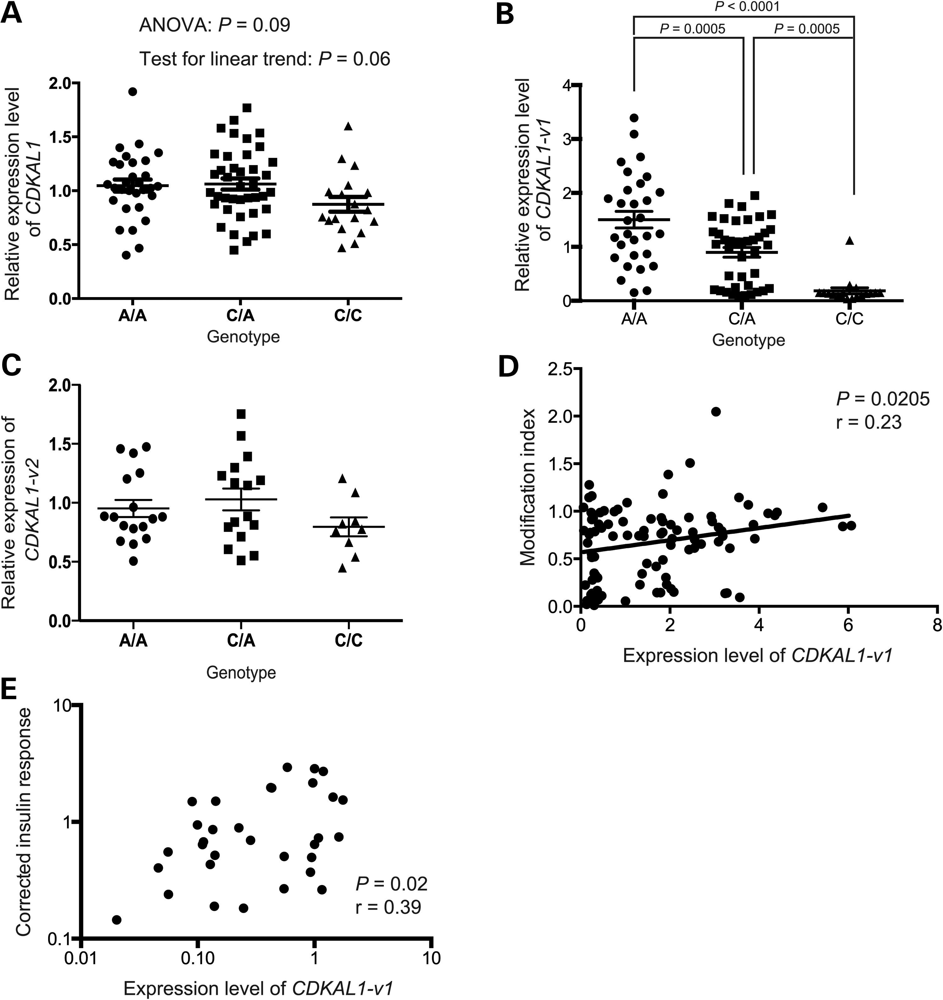 A
ANOVA: P = 0.09
Test for linear trend: P = 0.06
Relative expression level
of CDKAL1
2.0
1.5
1.0
0.5
0.0
A/A
C/A
C/C
Genotype
B
P < 0.0001
P = 0.0005
P = 0.0005
Relative expression level
of CDKAL1-v1
4
3
2
1
0
A/A
C/A
C/C
Genotype
C
Relative expression of
CDKAL1-v2
2.0
1.5
1.0
0.5
0.0
A/A
C/A
C/C
Genotype
D
Modification index
2.5
2.0
1.5
1.0
0.5
0.0
P = 0.0205
r = 0.23
0
2
4
6
8
Expression level of CDKAL1-v1
E
Corrected insulin response
10
1
0.1
P = 0.02
r = 0.39
0.01
0.10
1
10
Expression level of CDKAL1-v1